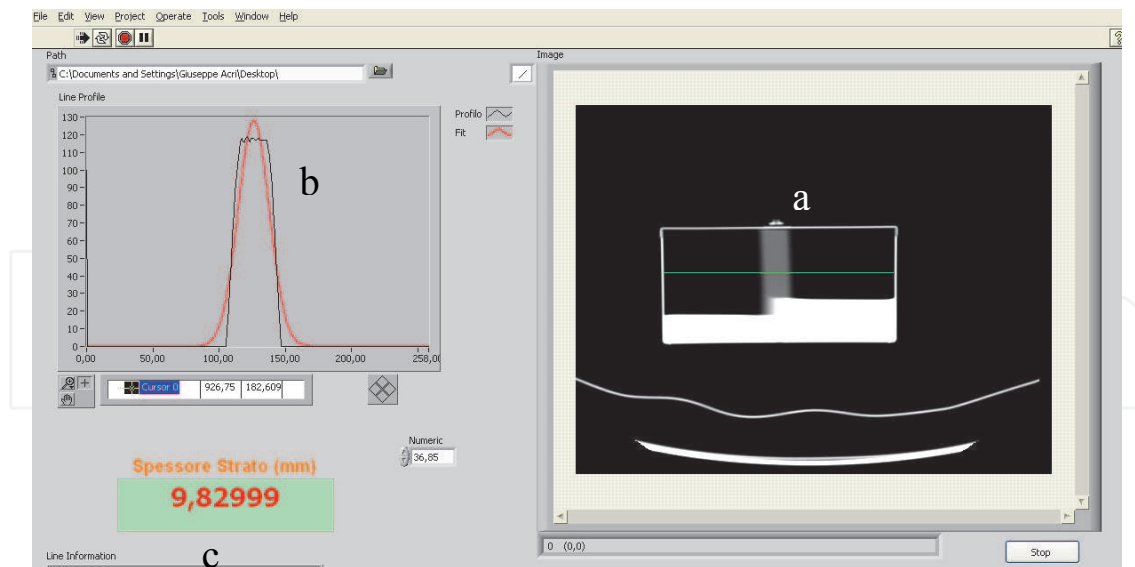 File Edit View Project Operate Tools Window Help
Path
C:\Documents and Settings\Giuseppe Acri\Desktop\
Line Profile
130
120
110
100
90
80
70
60
50
40
30
20
10
0
0,00 50,00 100,00 150,00 200,00 258,00
b
Profilo
Fit
Cursor 0 926,75 182,609
Numeric
36,85
Spessore Strato (mm)
9,82999
c
Line Information
Image
a
0 (0,0)
Stop